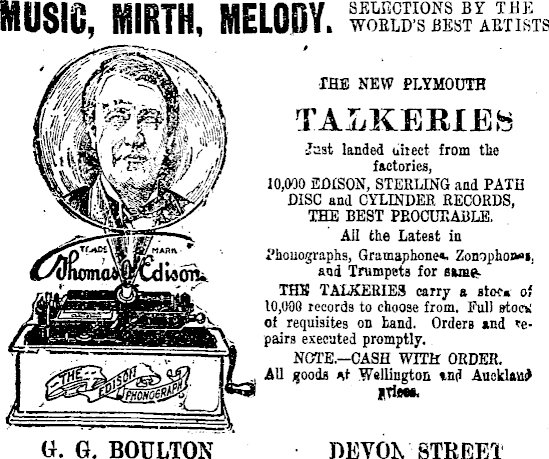 MUSIC, MIRTH, MELODY.
SELECTIONS BY THE
WORLD'S BEST ARTISTS
TRADE MARK
Thomas A Edison
THE EDISON PHONOGRAPH
THE NEW PLYMOUTH
TALKERIES
Just landed direct from the
factories,
10,000 EDISON, STERLING and PATH
DISC and CYLINDER RECORDS,
THE BEST PROCURABLE.
All the Latest in
Phonographs, Gramaphones, Zonophones,
and Trumpets for same.
THE TALKERIES carry a stock of
10,000 records to choose from. Full stock
of requisites on hand. Orders and re-
pairs executed promptly.
NOTE.—CASH WITH ORDER.
All goods at Wellington and Auckland
prices.
G. G. BOULTON
DEVON STREET